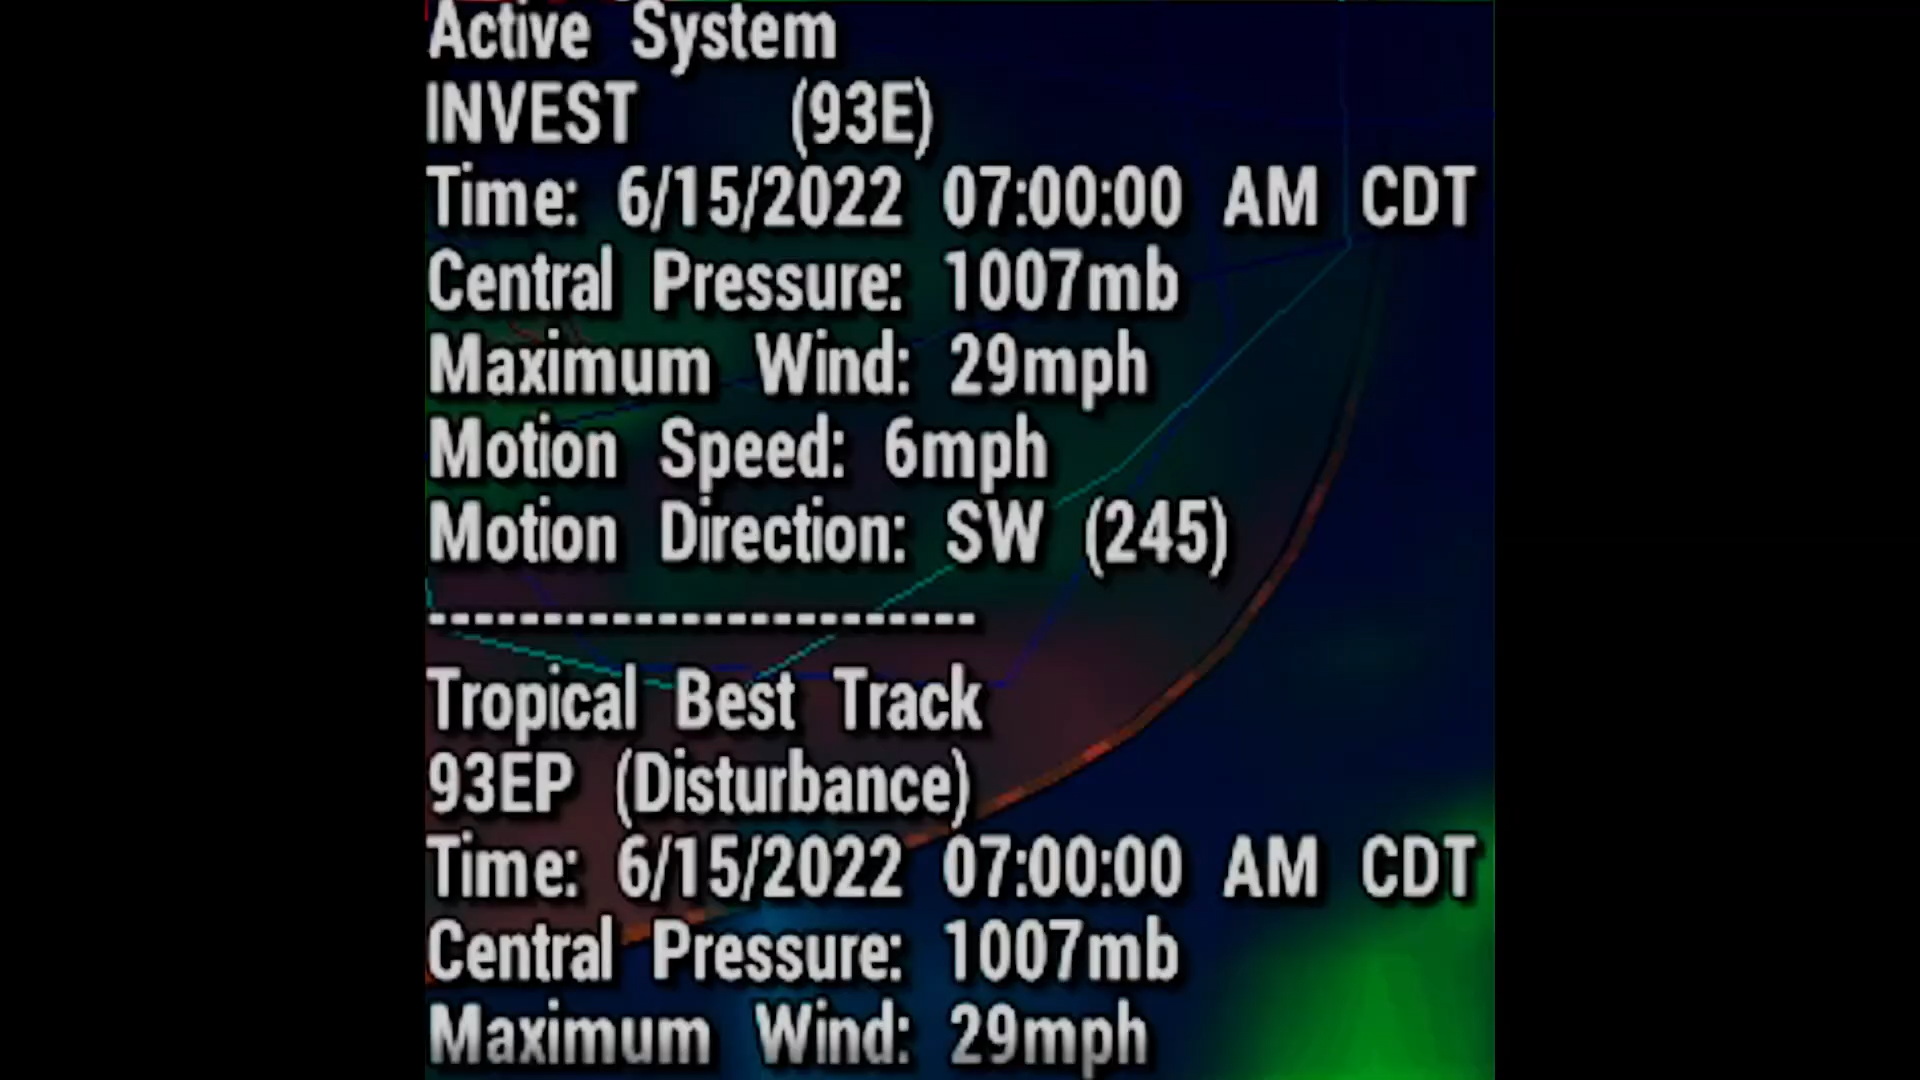 Active System
INVEST (93E)
Time: 6/15/2022 07:00:00 AM CDT
Central Pressure: 1007mb
Maximum Wind: 29mph
Motion Speed: 6mph
Motion Direction: SW (245)
-------------------------
Tropical Best Track
93EP (Disturbance)
Time: 6/15/2022 07:00:00 AM CDT
Central Pressure: 1007mb
Maximum Wind: 29mph